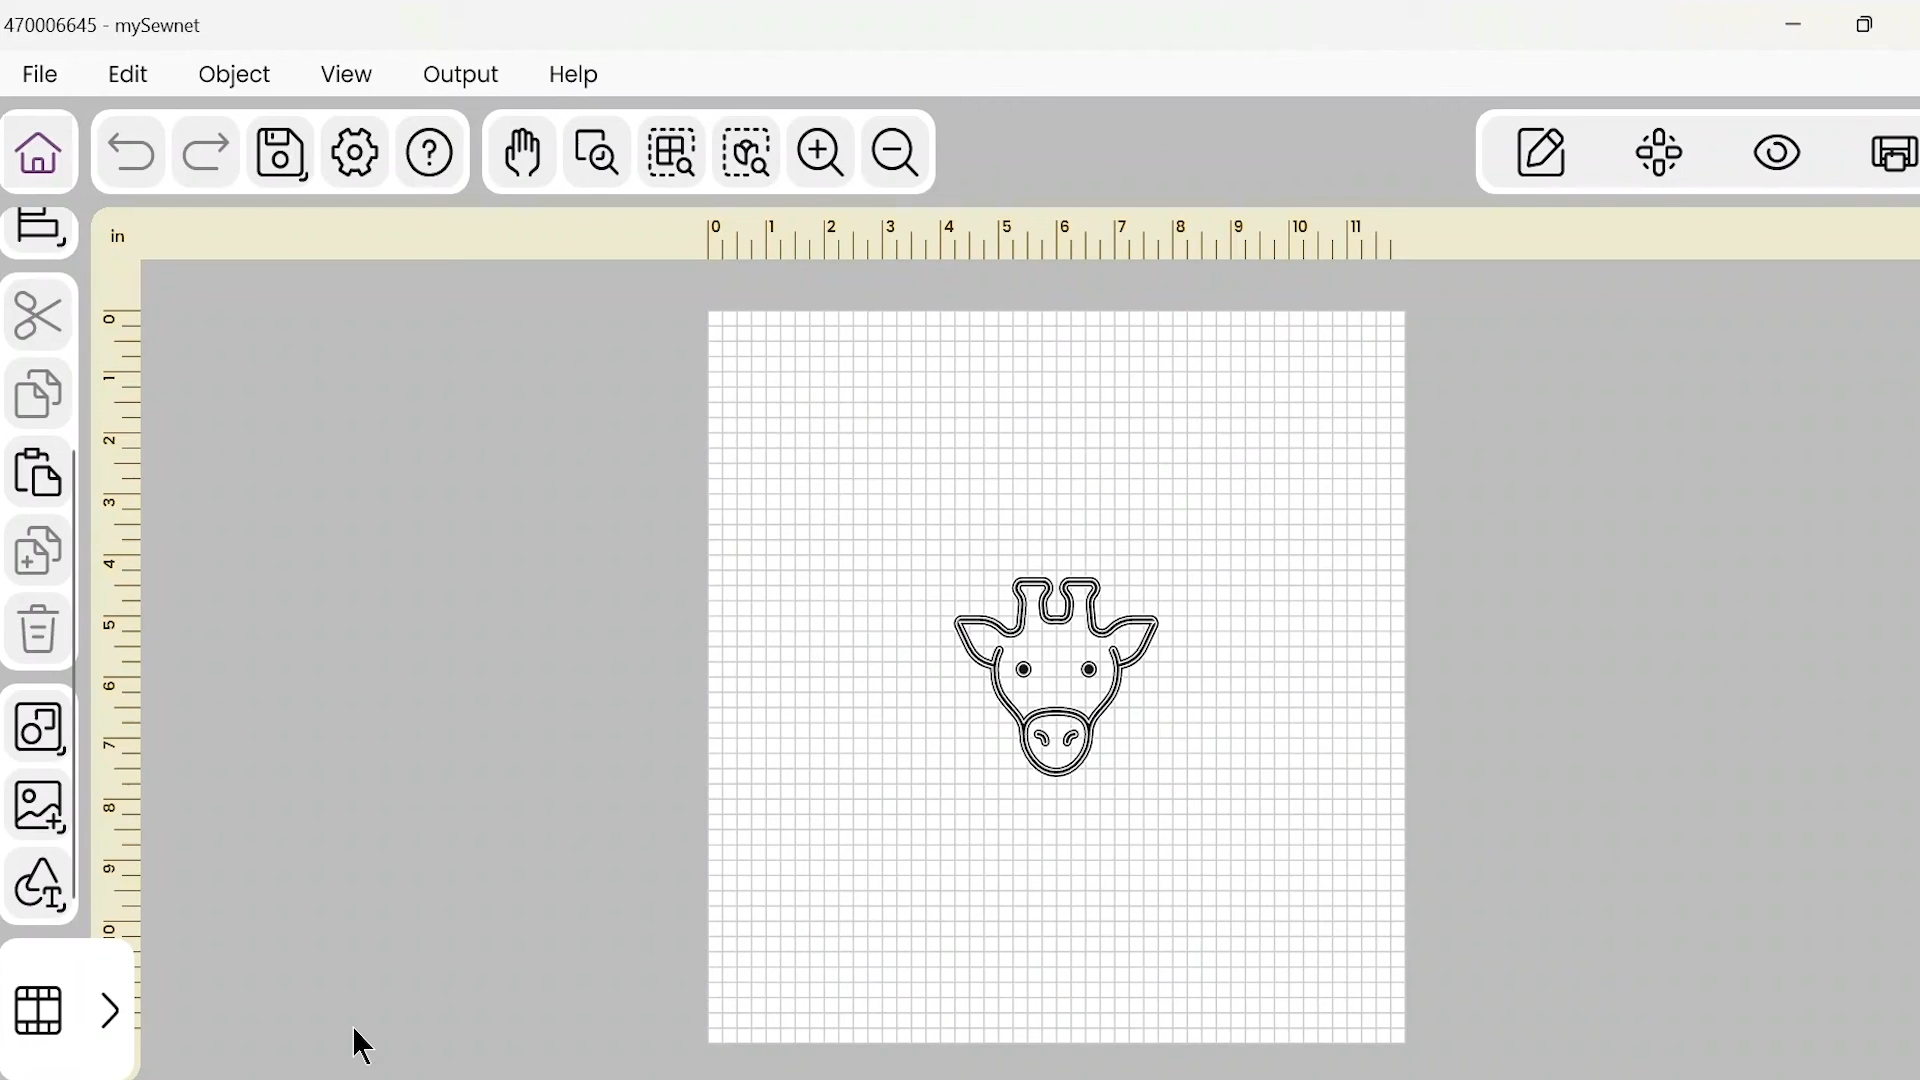 470006645 - mySewnet
File Edit Object View Output Help
in
0 1 2 3 4 5 6 7 8 9 10 11
0
1
2
3
4
5
6
7
8
9
10